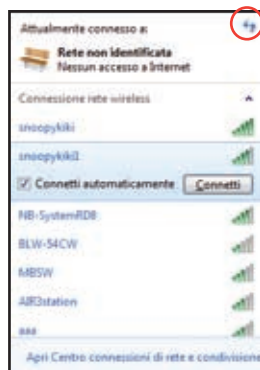 Attualmente connesso a:
Rete non identificata
Nessun accesso a Internet
Connessione rete wireless
snoopykiki
snoopykiki1
Connetti automaticamente Connetti
NB-SystemRD8
BLW-54CW
MBSW
AIR3station
aaa
Apri Centro connessioni di rete e condivisione